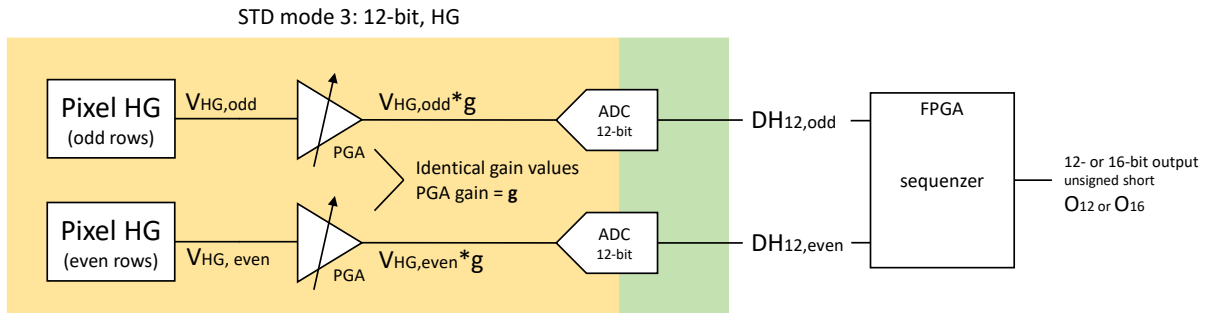 STD mode 3: 12-bit, HG
Pixel HG
(odd rows)
VHG,odd
PGA
VHG,odd*g
ADC
12-bit
DH12,odd
Identical gain values
PGA gain = g
Pixel HG
(even rows)
VHG, even
PGA
VHG,even*g
ADC
12-bit
DH12,even
FPGA
sequenzer
12- or 16-bit output
unsigned short
O12 or O16